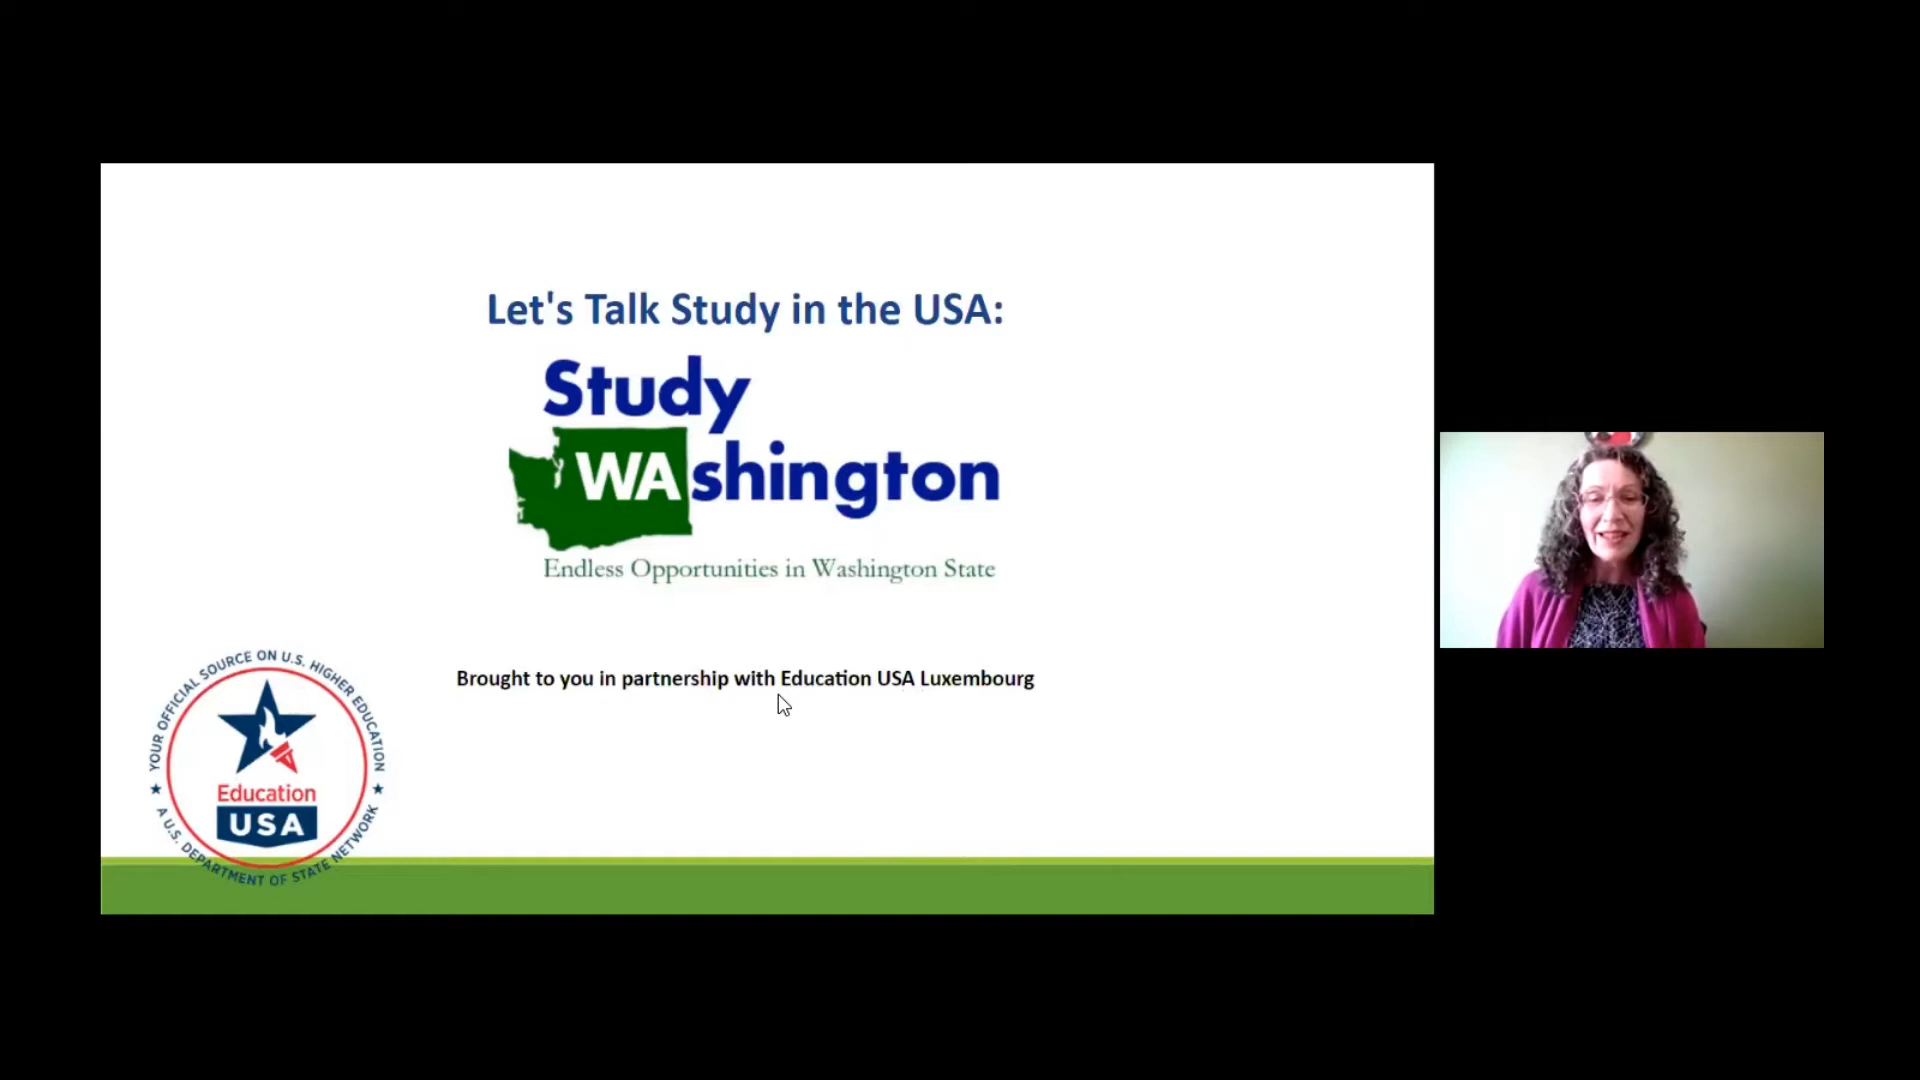 Let's Talk Study in the USA:
Study
WAshington
Endless Opportunities in Washington State
Brought to you in partnership with Education USA Luxembourg
YOUR OFFICIAL SOURCE ON U.S. HIGHER EDUCATION
Education
USA
A U.S. DEPARTMENT OF STATE NETWORK